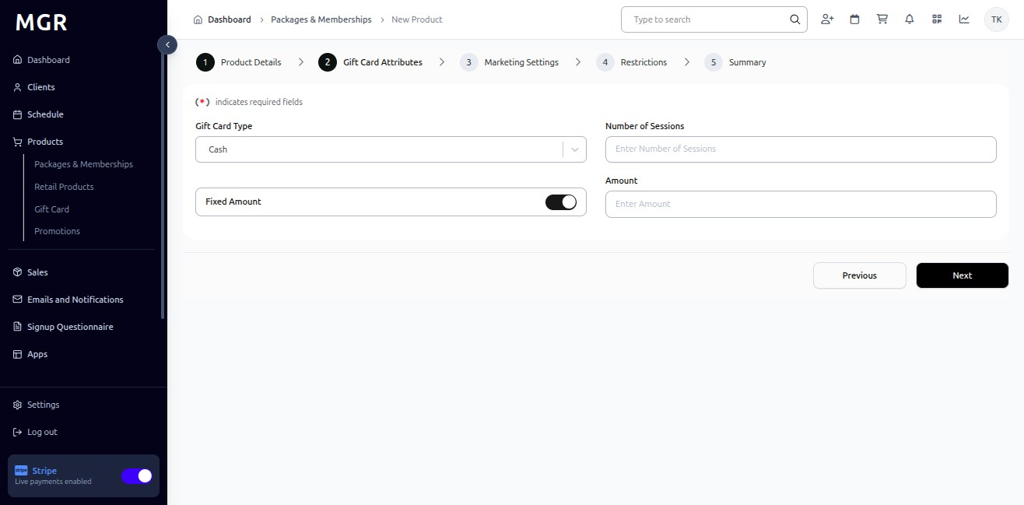 MGR
Dashboard
Clients
Schedule
Products
Packages & Memberships
Retail Products
Gift Card
Promotions
Sales
Emails and Notifications
Signup Questionnaire
Apps
Settings
Log out
Stripe
Live payments enabled
Dashboard > Packages & Memberships > New Product
Type to search
TK
1 Product Details > 2 Gift Card Attributes > 3 Marketing Settings > 4 Restrictions > 5 Summary
(*) indicates required fields
Gift Card Type
Cash
Number of Sessions
Enter Number of Sessions
Fixed Amount
Amount
Enter Amount
Previous
Next